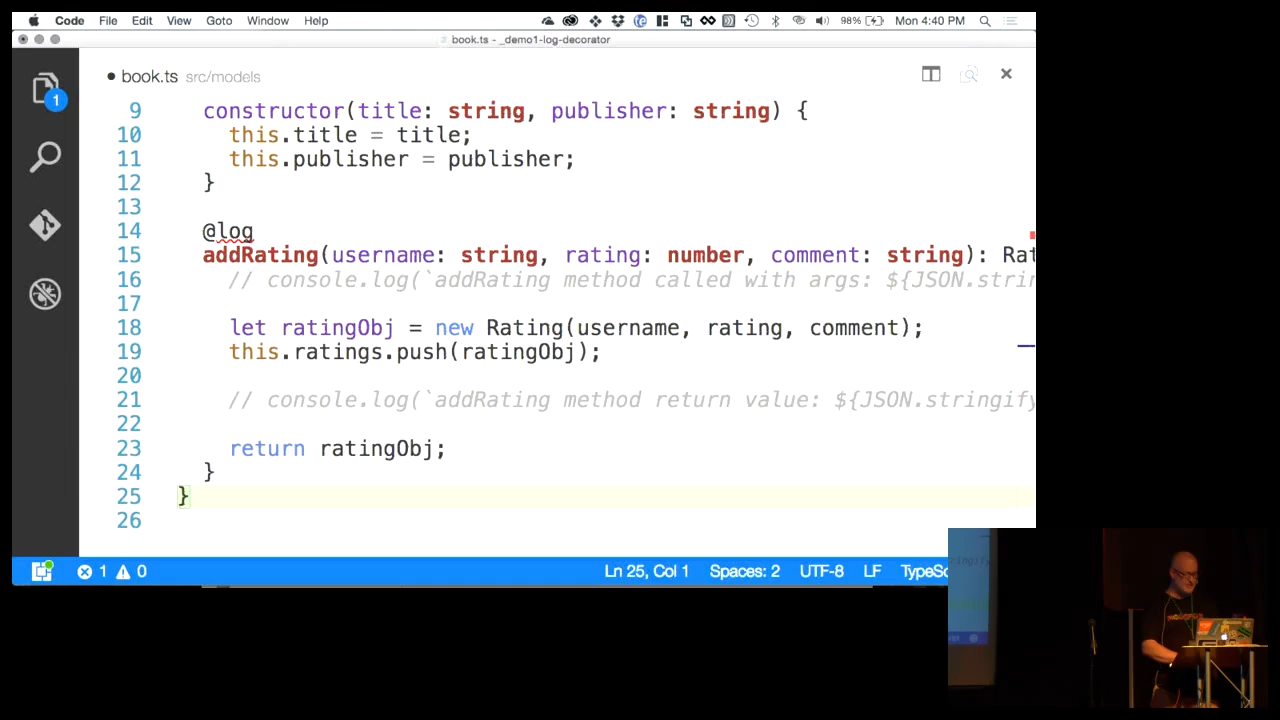 Code File Edit View Goto Window Help 98% Mon 4:40 PM
book.ts - _demo1-log-decorator
book.ts src/models
1
9 constructor(title: string, publisher: string) {
10 this.title = title;
11 this.publisher = publisher;
12 }
13
14 @log
15 addRating(username: string, rating: number, comment: string): Rat
16 // console.log(`addRating method called with args: ${JSON.strin
17
18 let ratingObj = new Rating(username, rating, comment);
19 this.ratings.push(ratingObj);
20
21 // console.log(`addRating method return value: ${JSON.stringify
22
23 return ratingObj;
24 }
25 }
26
1 0 Ln 25, Col 1 Spaces: 2 UTF-8 LF TypeSc